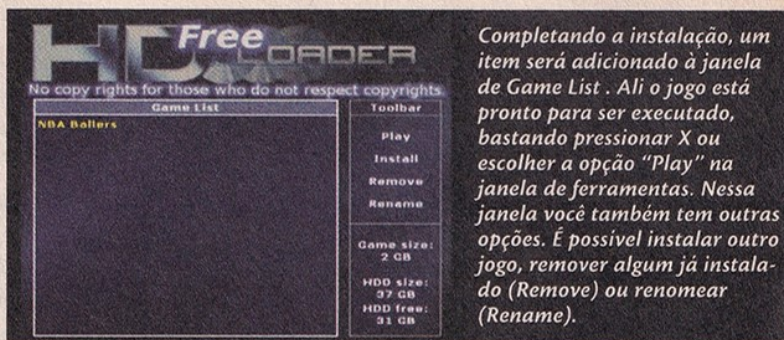 HD Free LOADER
No copy rights for those who do not respect copyrights
Game List
NBA Ballers
Toolbar
Play
Install
Remove
Rename
Game size:
2 GB
HDD size:
37 GB
HDD free:
31 GB
Completando a instalação, um
item será adicionado à janela
de Game List . Ali o jogo está
pronto para ser executado,
bastando pressionar X ou
escolher a opção “Play” na
janela de ferramentas. Nessa
janela você também tem outras
opções. É possível instalar outro
jogo, remover algum já instala-
do (Remove) ou renomear
(Rename).